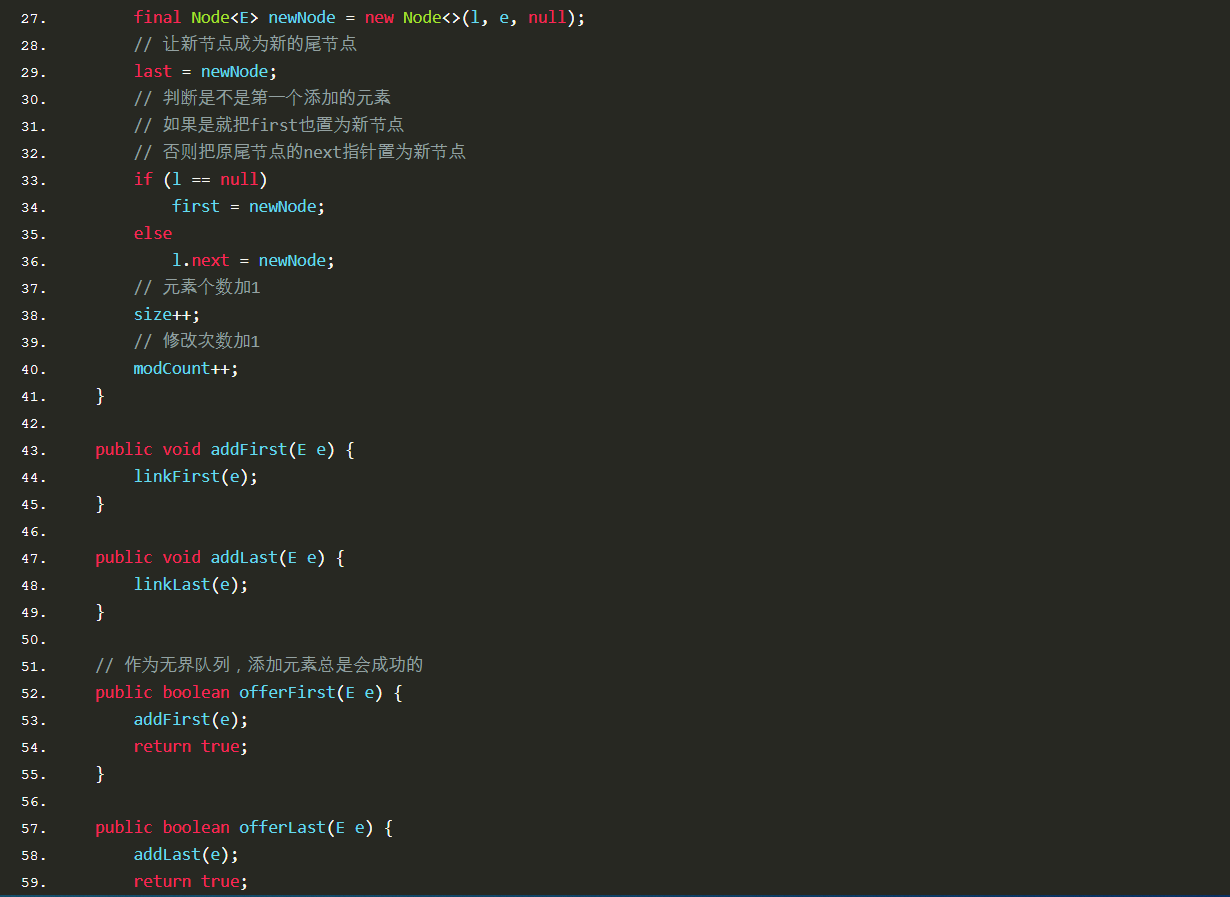 27.         final Node<E> newNode = new Node<>(l, e, null);
28.         // 让新节点成为新的尾节点
29.         last = newNode;
30.         // 判断是不是第一个添加的元素
31.         // 如果是就把first也置为新节点
32.         // 否则把原尾节点的next指针置为新节点
33.         if (l == null)
34.             first = newNode;
35.         else
36.             l.next = newNode;
37.         // 元素个数加1
38.         size++;
39.         // 修改次数加1
40.         modCount++;
41.     }
42.
43.     public void addFirst(E e) {
44.         linkFirst(e);
45.     }
46.
47.     public void addLast(E e) {
48.         linkLast(e);
49.     }
50.
51.     // 作为无界队列，添加元素总是会成功的
52.     public boolean offerFirst(E e) {
53.         addFirst(e);
54.         return true;
55.     }
56.
57.     public boolean offerLast(E e) {
58.         addLast(e);
59.         return true;